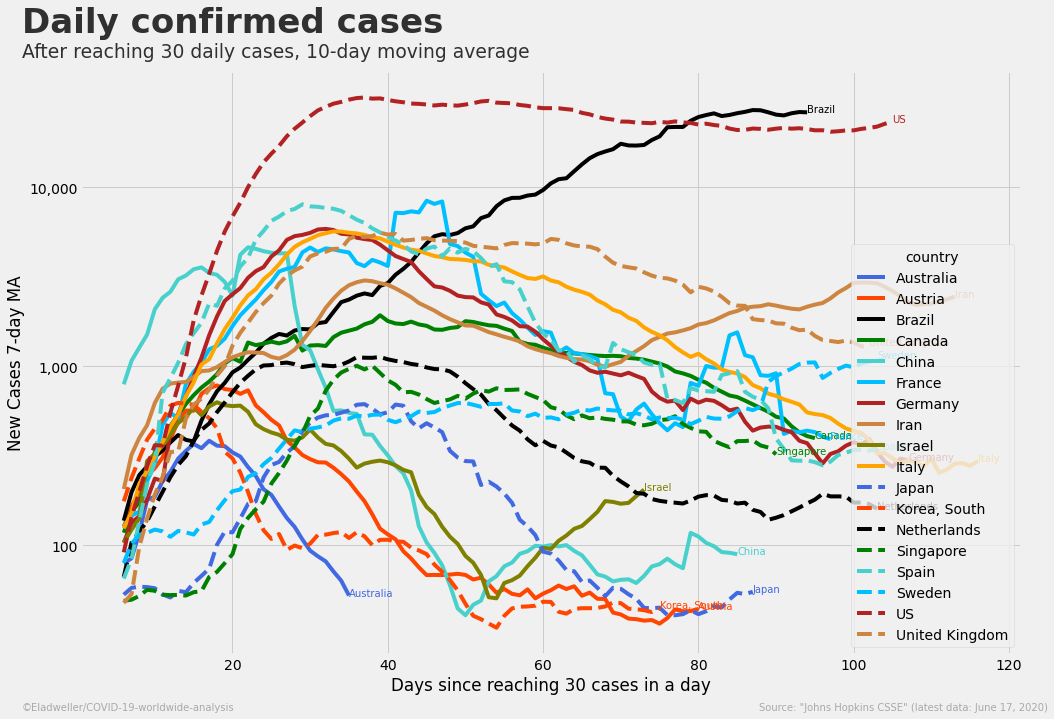 Daily confirmed cases
After reaching 30 daily cases, 10-day moving average
New Cases 7-day MA
10,000
1,000
100
Brazil
US
Iran
Canada
Singapore
Germany
Italy
Israel
China
Australia
Japan
Korea, South
Austria
country
Australia
Austria
Brazil
Canada
China
France
Germany
Iran
Israel
Italy
Japan
Korea, South
Netherlands
Singapore
Spain
Sweden
US
United Kingdom
20
40
60
80
100
120
Days since reaching 30 cases in a day
©Eladweller/COVID-19-worldwide-analysis
Source: "Johns Hopkins CSSE" (latest data: June 17, 2020)